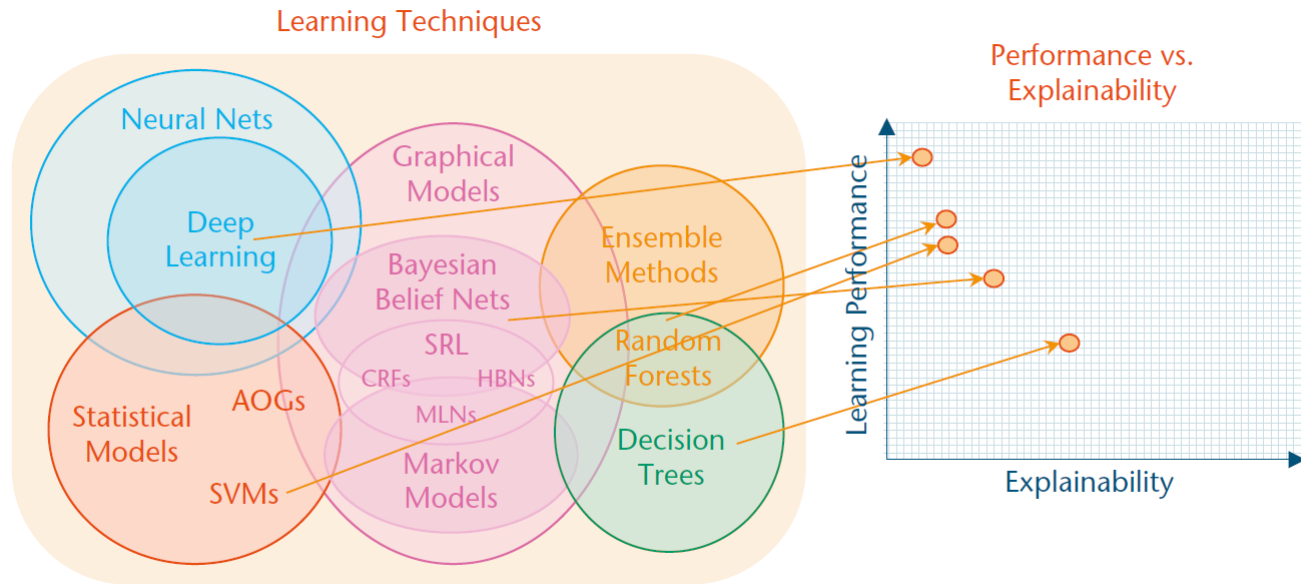 Learning Techniques
Neural Nets
Deep
Learning
Graphical
Models
Bayesian
Belief Nets
SRL
CRFs
HBNs
MLNs
Markov
Models
Ensemble
Methods
Random
Forests
Decision
Trees
Statistical
Models
AOGs
SVMs
Performance vs.
Explainability
Learning Performance
Explainability